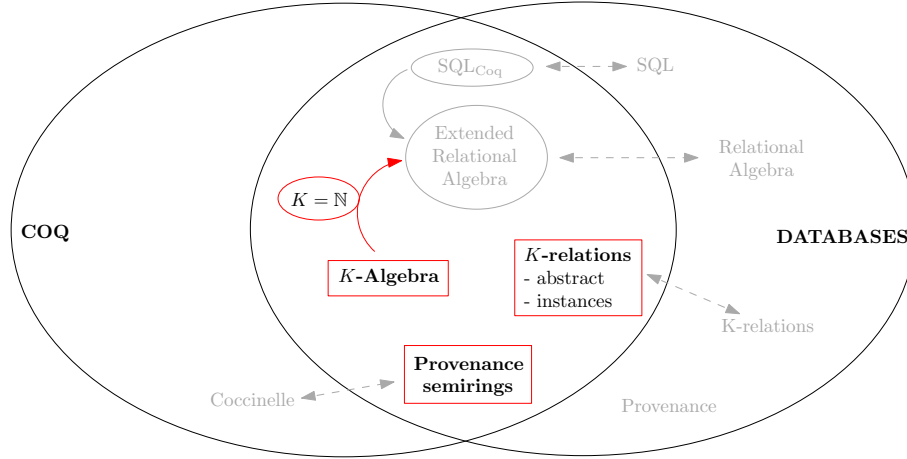 SQL_Coq
SQL
Extended
Relational
Algebra
Relational
Algebra
K = ℕ
COQ
DATABASES
K-Algebra
K-relations
- abstract
- instances
K-relations
Provenance
semirings
Coccinelle
Provenance